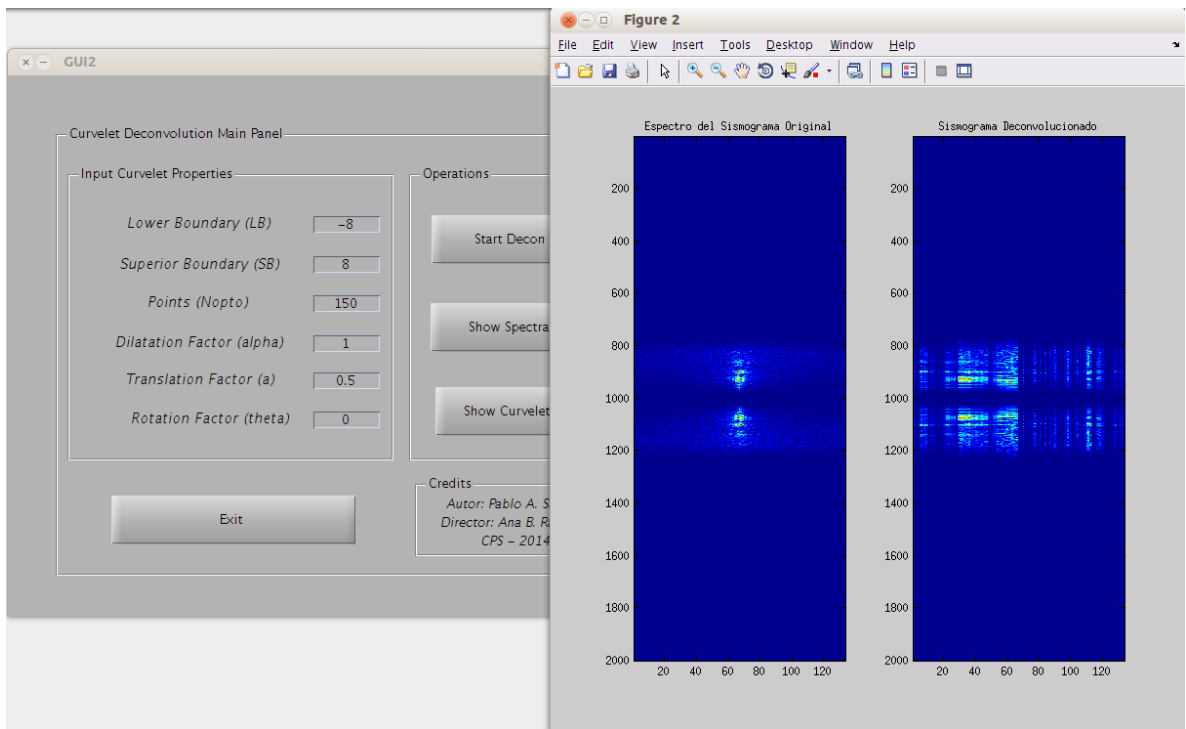 GUI2
Curvelet Deconvolution Main Panel
Input Curvelet Properties
Lower Boundary (LB) -8
Superior Boundary (SB) 8
Points (Nopto) 150
Dilatation Factor (alpha) 1
Translation Factor (a) 0.5
Rotation Factor (theta) 0
Exit
Operations
Start Decon
Show Spectra
Show Curvelet
Credits
Autor: Pablo A. S
Director: Ana B.
CPS - 2014
Figure 2
File Edit View Insert Tools Desktop Window Help
Espectro del Sismograma Original
200
400
600
800
1000
1200
1400
1600
1800
2000
20 40 60 80 100 120
Sismograma Deconvolucionado
200
400
600
800
1000
1200
1400
1600
1800
2000
20 40 60 80 100 120